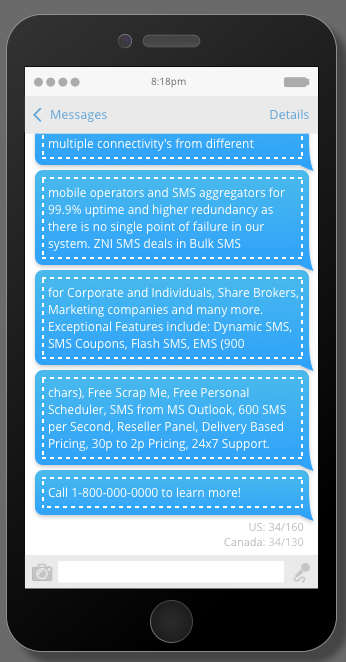 8:18pm
Messages
Details
multiple connectivity's from different
mobile operators and SMS aggregators for
99.9% uptime and higher redundancy as
there is no single point of failure in our
system. ZNI SMS deals in Bulk SMS
for Corporate and Individuals, Share Brokers,
Marketing companies and many more.
Exceptional Features include: Dynamic SMS,
SMS Coupons, Flash SMS, EMS (900
chars), Free Scrap Me, Free Personal
Scheduler, SMS from MS Outlook, 600 SMS
per Second, Reseller Panel, Delivery Based
Pricing, 30p to 2p Pricing, 24x7 Support.
Call 1-800-000-0000 to learn more!
US: 34/160
Canada: 34/130